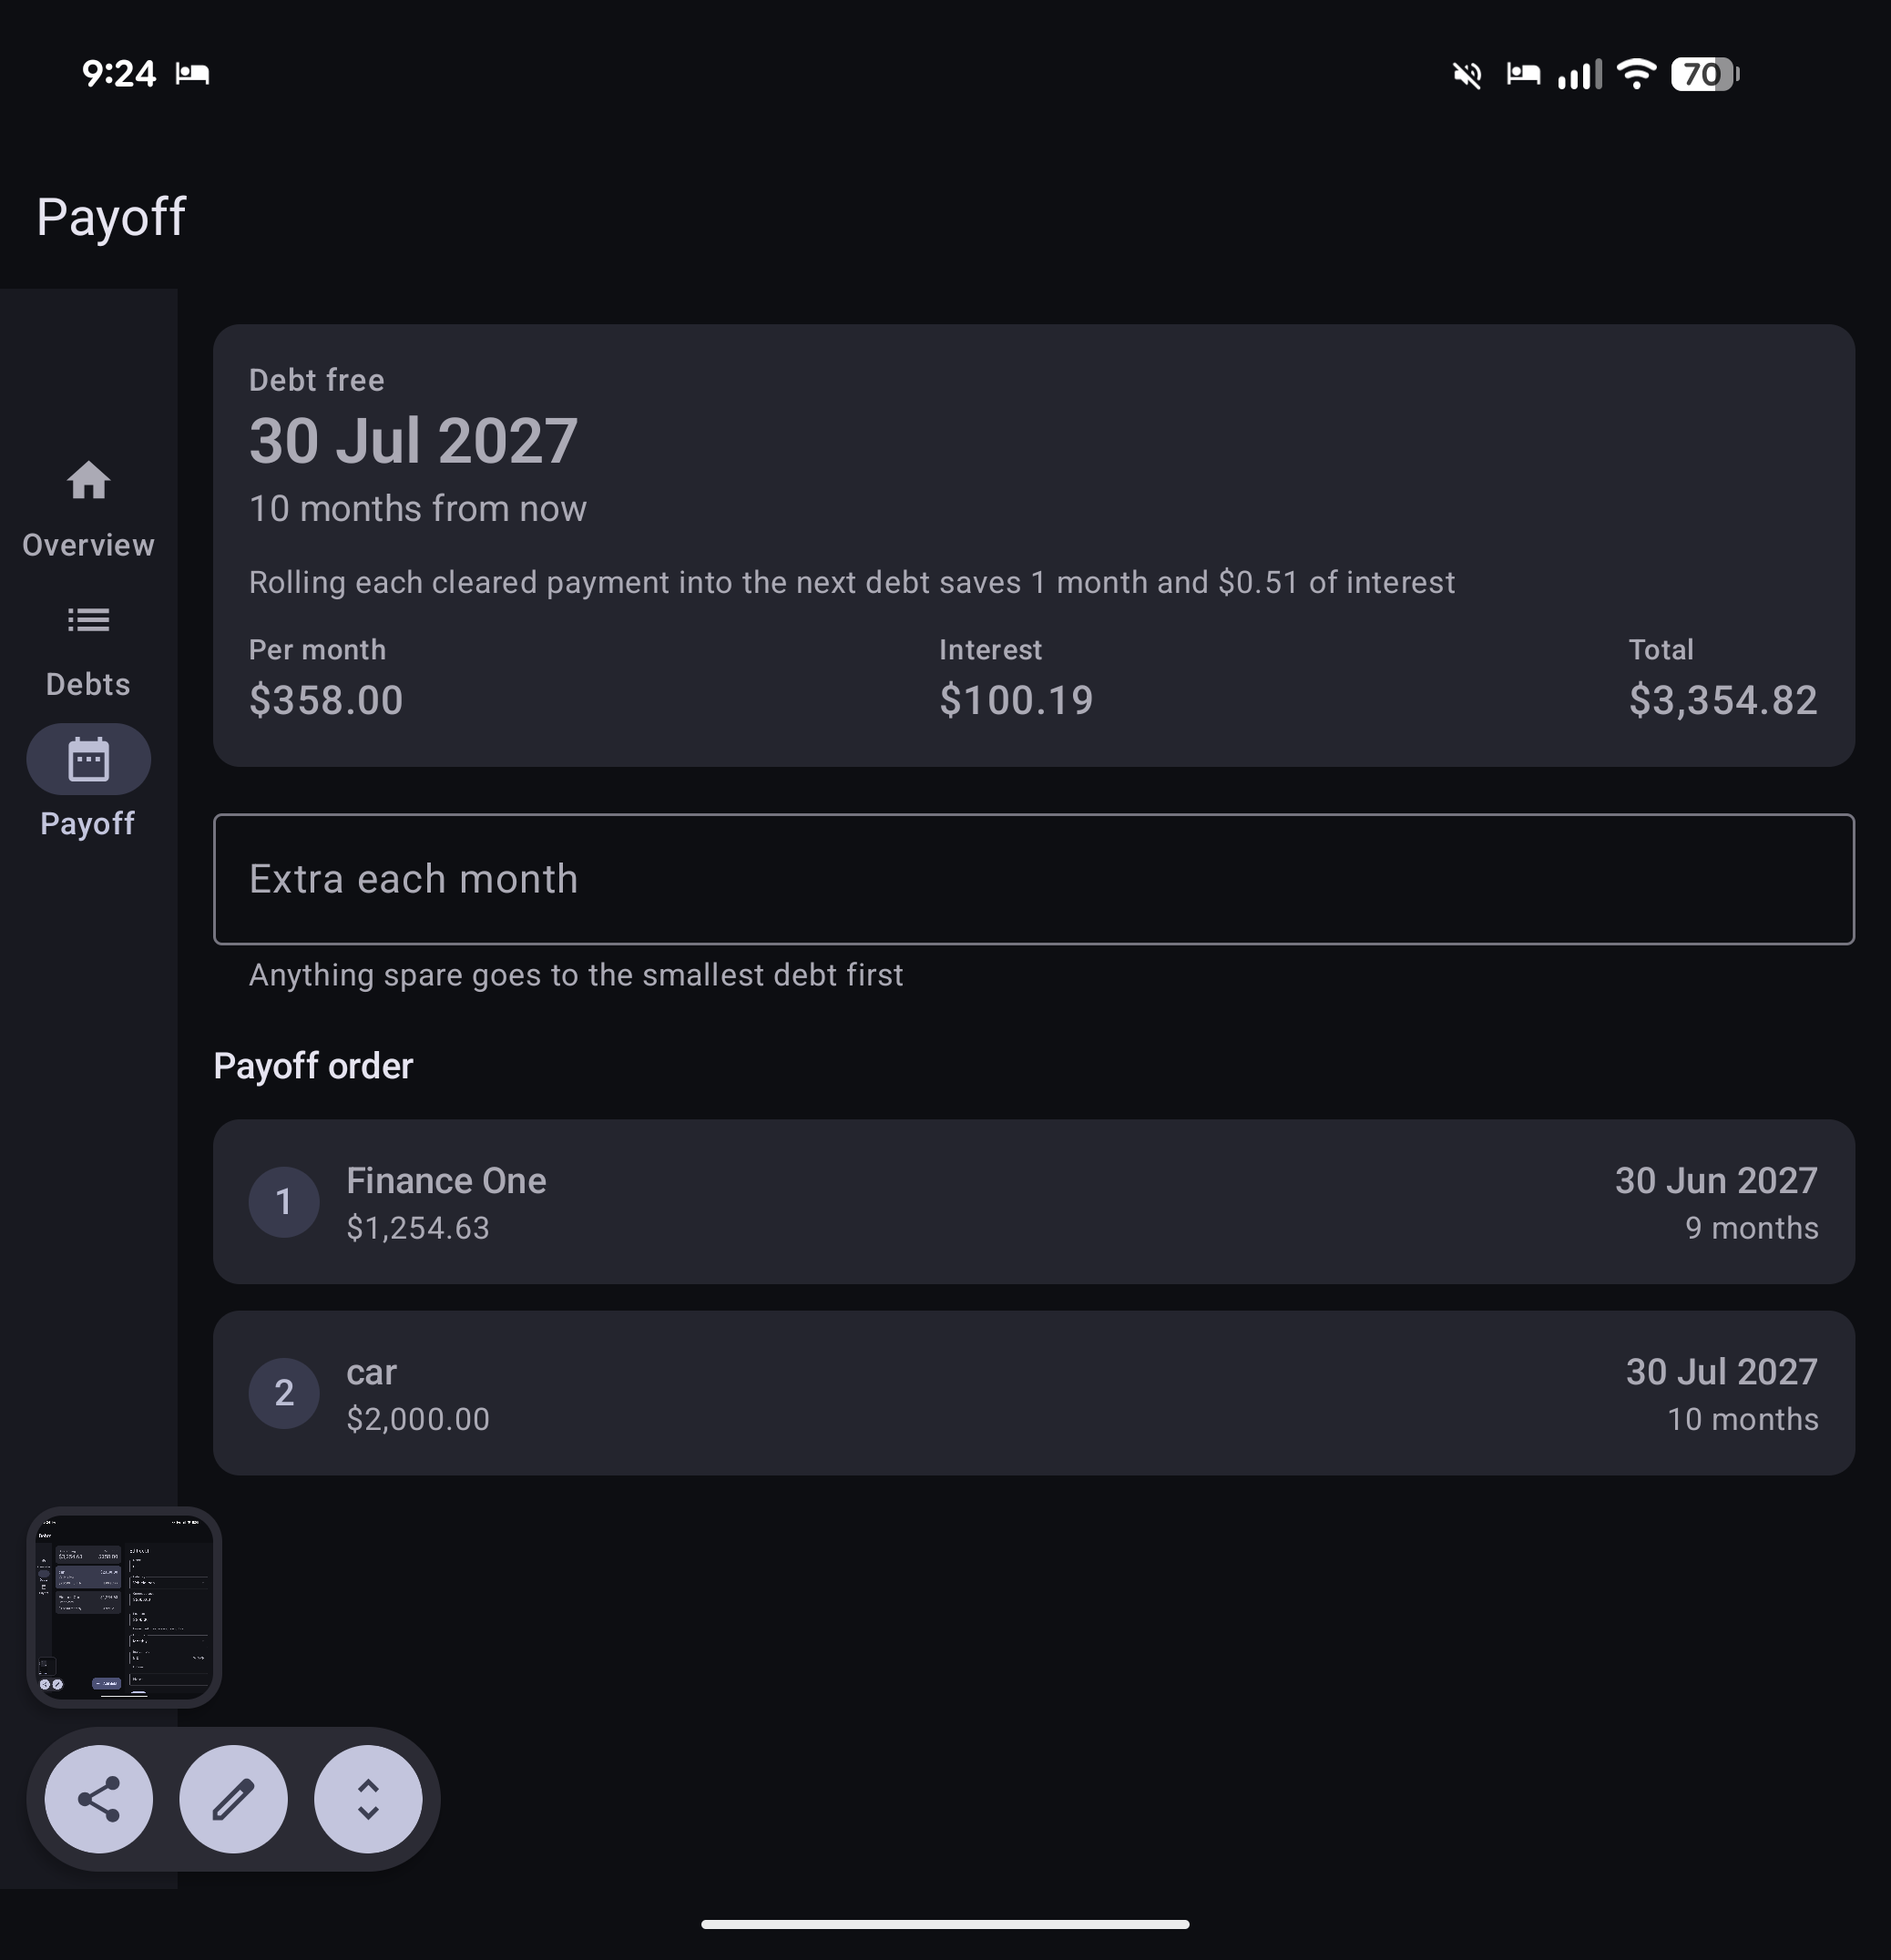 9:24
70
Payoff
Overview
Debts
Payoff
Debt free
30 Jul 2027
10 months from now
Rolling each cleared payment into the next debt saves 1 month and $0.51 of interest
Per month
$358.00
Interest
$100.19
Total
$3,354.82
Extra each month
Anything spare goes to the smallest debt first
Payoff order
1
Finance One
$1,254.63
30 Jun 2027
9 months
2
car
$2,000.00
30 Jul 2027
10 months